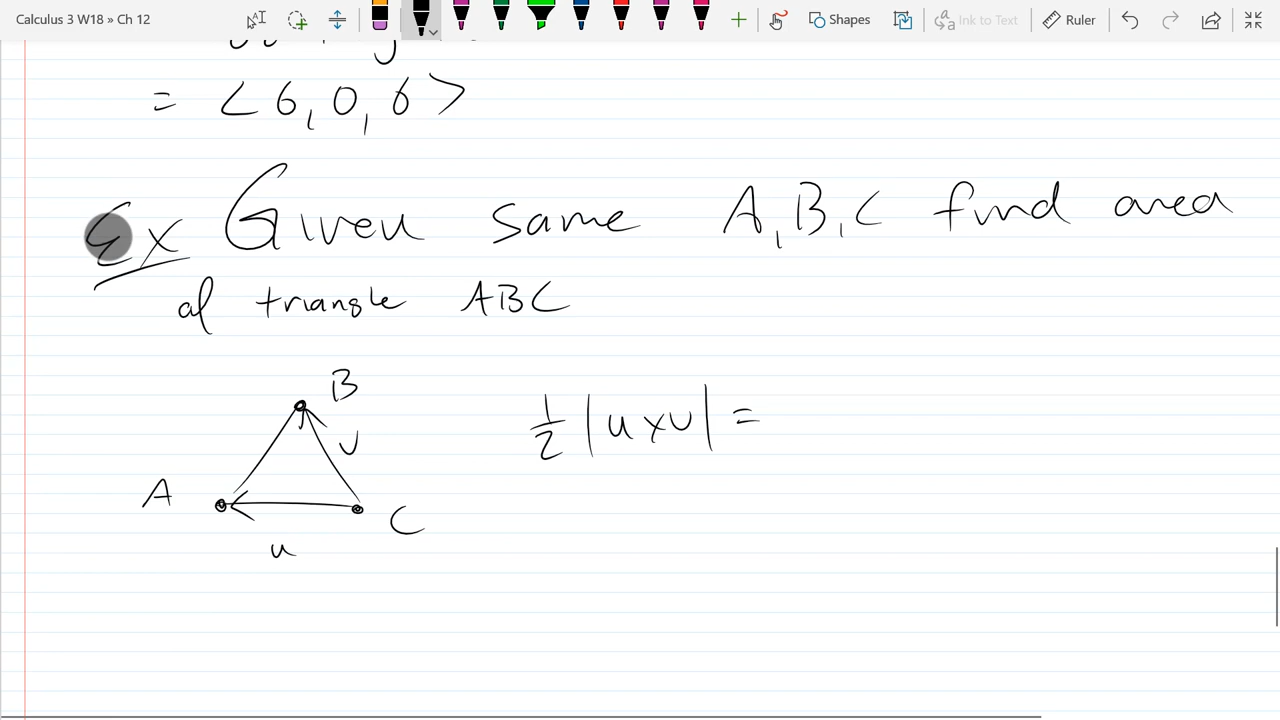 Calculus 3 W18 » Ch 12
Shapes
Ink to Text
Ruler
= < 6, 0, 6 >
Ex Given same A, B, C find area
of triangle ABC
B
1/2 |u x v| =
v
A
C
u